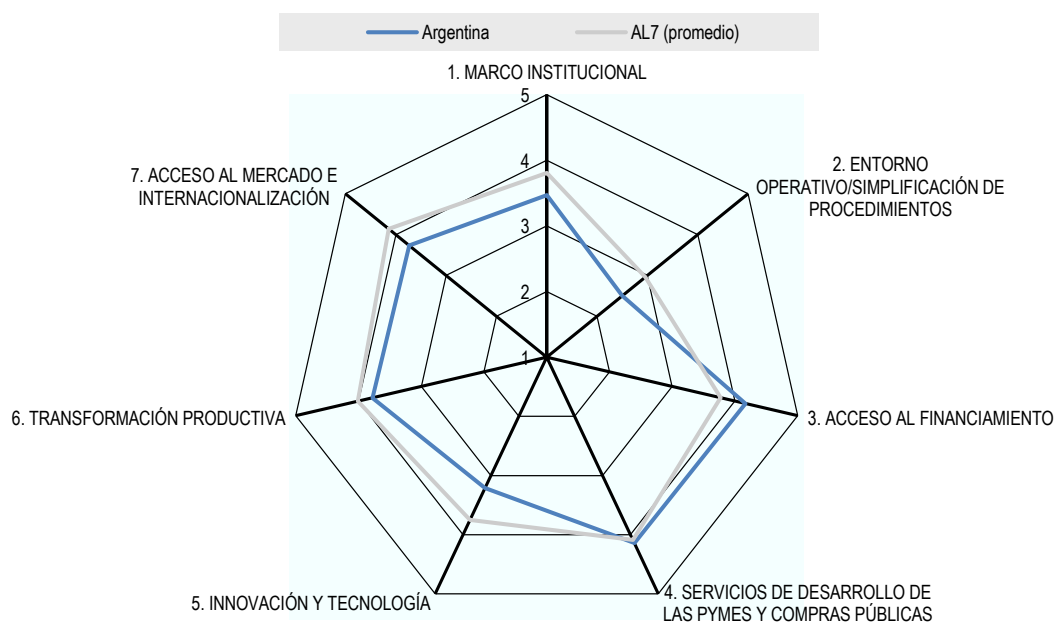 Argentina
AL7 (promedio)
1. MARCO INSTITUCIONAL
5
4
3
2
1
2. ENTORNO
OPERATIVO/SIMPLIFICACIÓN DE
PROCEDIMIENTOS
3. ACCESO AL FINANCIAMIENTO
4. SERVICIOS DE DESARROLLO DE
LAS PYMES Y COMPRAS PÚBLICAS
5. INNOVACIÓN Y TECNOLOGÍA
6. TRANSFORMACIÓN PRODUCTIVA
7. ACCESO AL MERCADO E
INTERNACIONALIZACIÓN